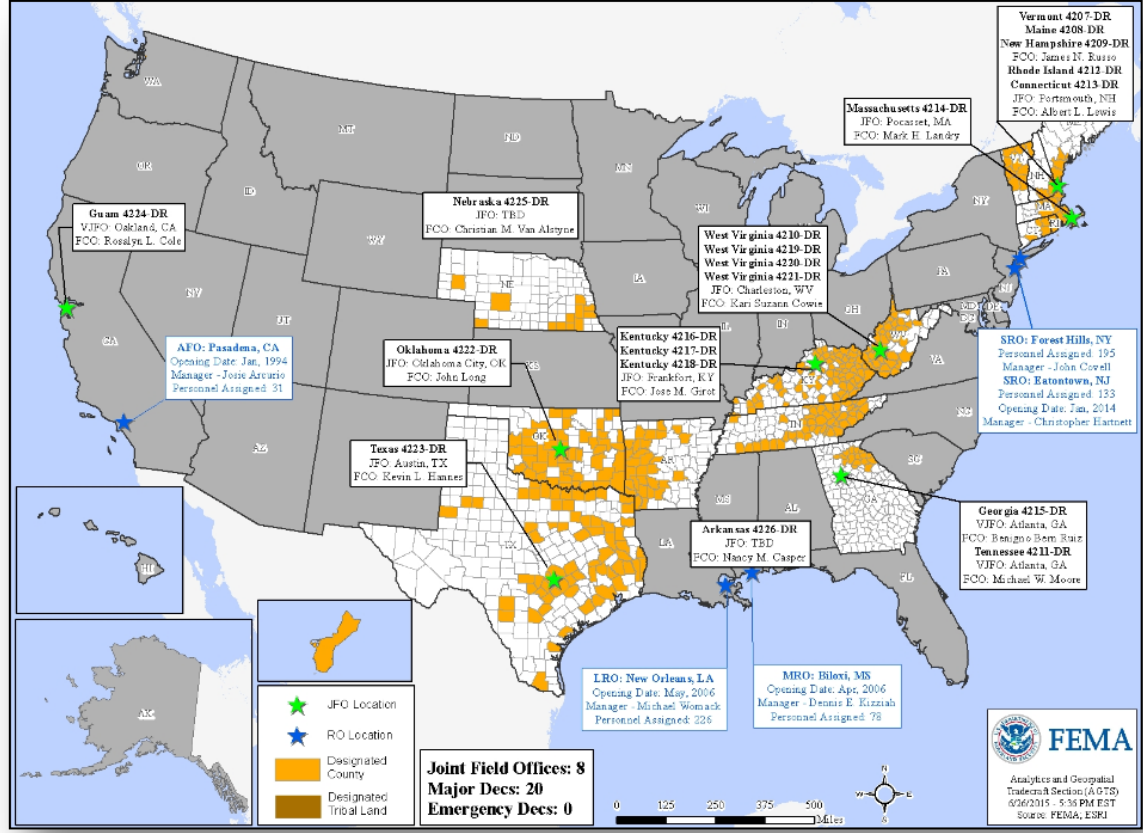 Vermont 4207-DR
Maine 4208-DR
New Hampshire 4209-DR
FCO: James N. Russo
Rhode Island 4212-DR
Connecticut 4213-DR
JFO: Portsmouth, NH
FCO: Albert L. Lewis
Massachusetts 4214-DR
JFO: Pocasset, MA
FCO: Mark H. Landry
WA
MT
ND
MN
OR
ID
WY
WI
NY
VT
NH
MA
RI
CT
Guam 4224-DR
VJFO: Oakland, CA
FCO: Rosalyn L. Cole
Nebraska 4225-DR
JFO: TBD
FCO: Christian M. Van Alstyne
West Virginia 4210-DR
West Virginia 4219-DR
West Virginia 4220-DR
West Virginia 4221-DR
JFO: Charleston, WV
FCO: Kari Suzann Cowie
NV
UT
CA
NE
IA
IL
IN
OH
PA
NJ
MD
DC
DE
WV
VA
AFO: Pasadena, CA
Opening Date: Jan, 1994
Manager - Josie Arcurio
Personnel Assigned: 31
Oklahoma 4222-DR
JFO: Oklahoma City, OK
FCO: John Long
KS
Kentucky 4216-DR
Kentucky 4217-DR
Kentucky 4218-DR
JFO: Frankfort, KY
FCO: Jose M. Girot
KY
SRO: Forest Hills, NY
Personnel Assigned: 195
Manager - John Covell
SRO: Eatontown, NJ
Personnel Assigned: 133
Opening Date: Jan, 2014
Manager - Christopher Hartnett
AZ
OK
AR
TN
NC
SC
Texas 4223-DR
JFO: Austin, TX
FCO Kevin L. Hannes
TX
LA
MS
AL
GA
FL
Arkansas 4226-DR
JFO: TBD
FCO: Nancy M. Casper
Georgia 4215-DR
VJFO: Atlanta, GA
FCO: Benigno Bern Ruiz
Tennessee 4211-DR
VJFO: Atlanta, GA
FCO: Michael W. Moore
HI
AK
LRO: New Orleans, LA
Opening Date: May, 2006
Manager - Michael Womack
Personnel Assigned: 226
MRO: Biloxi, MS
Opening Date: Apr, 2006
Manager - Dennis E. Kizziah
Personnel Assigned: 78
JFO Location
RO Location
Designated
County
Designated
Tribal Land
Joint Field Offices: 8
Major Decs: 20
Emergency Decs: 0
0 125 250 375 500
Miles
N
W E
S
FEMA
Analytics and Geospatial
Tradecraft Section (AGTS)
6/26/2015 - 5:36 PM EST
Source: FEMA; ESRI